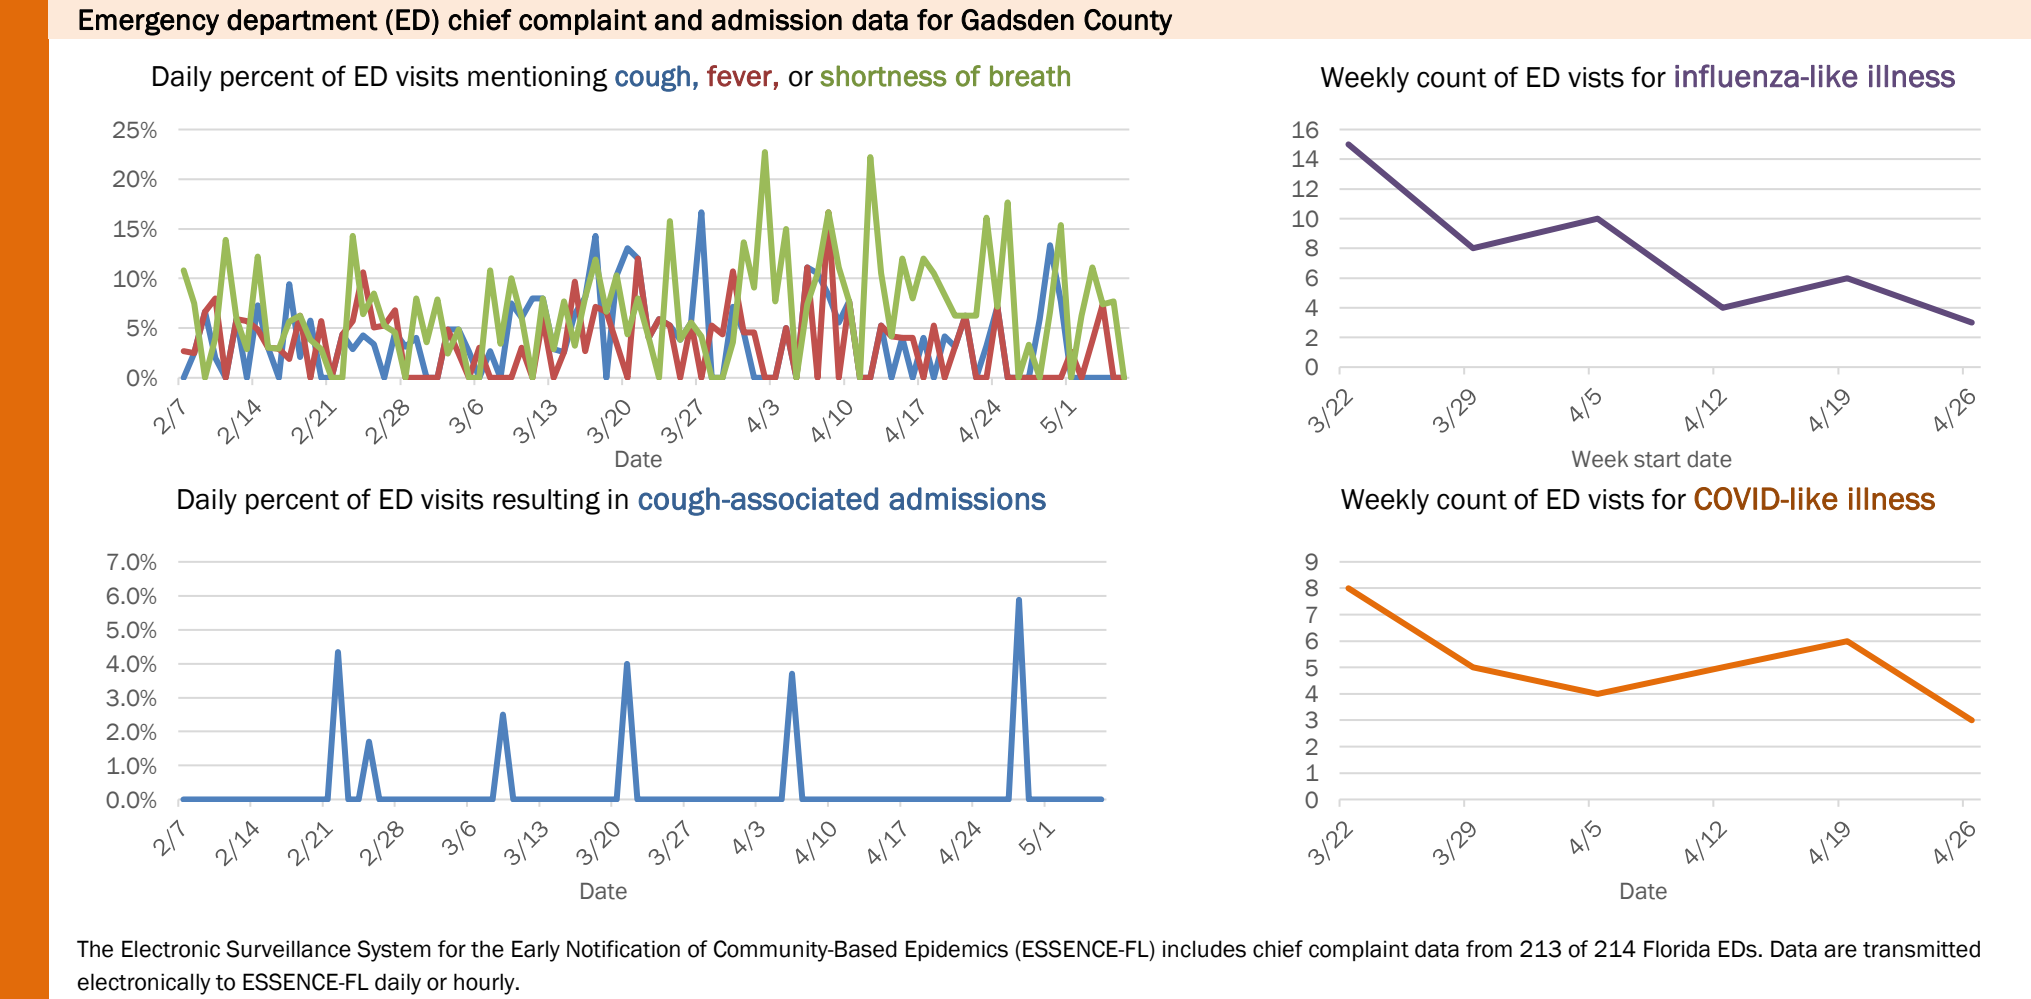 Emergency department (ED) chief complaint and admission data for Gadsden County
Daily percent of ED visits mentioning cough, fever, or shortness of breath
25%
20%
15%
10%
5%
0%
2/7 2/14 2/21 2/28 3/6 3/13 3/20 3/27 4/3 4/10 4/17 4/24 5/1
Date
Weekly count of ED vists for influenza-like illness
16
14
12
10
8
6
4
2
0
3/22 3/29 4/5 4/12 4/19 4/26
Week start date
Daily percent of ED visits resulting in cough-associated admissions
7.0%
6.0%
5.0%
4.0%
3.0%
2.0%
1.0%
0.0%
2/7 2/14 2/21 2/28 3/6 3/13 3/20 3/27 4/3 4/10 4/17 4/24 5/1
Date
Weekly count of ED vists for COVID-like illness
9
8
7
6
5
4
3
2
1
0
3/22 3/29 4/5 4/12 4/19 4/26
Date
The Electronic Surveillance System for the Early Notification of Community-Based Epidemics (ESSENCE-FL) includes chief complaint data from 213 of 214 Florida EDs. Data are transmitted
electronically to ESSENCE-FL daily or hourly.